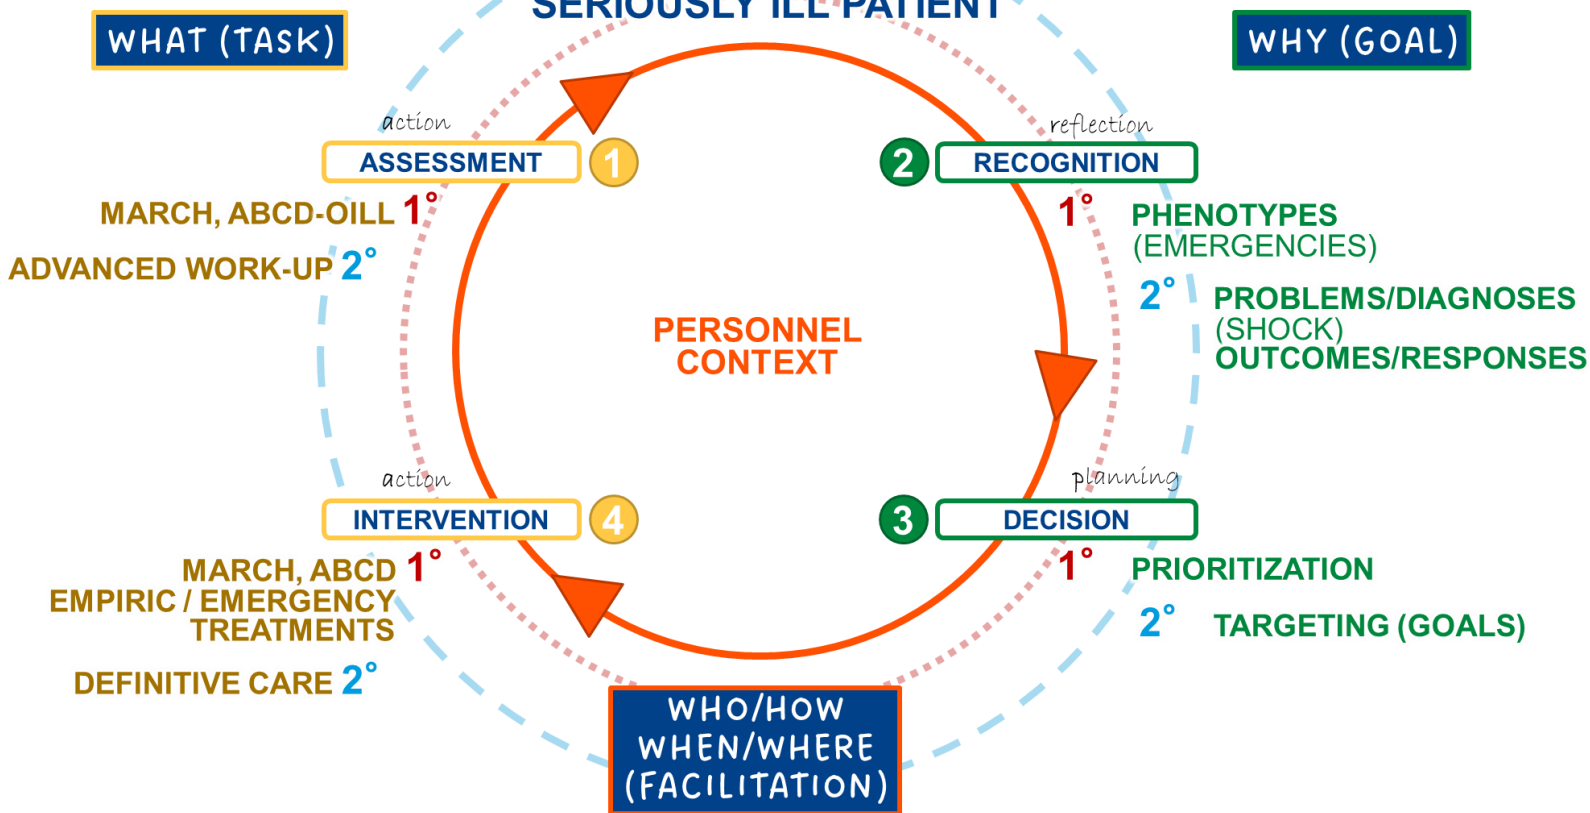 SERIOUSLY ILL PATIENT
WHAT (TASK)
WHY (GOAL)
action
ASSESSMENT
1
MARCH, ABCD-OILL 1°
ADVANCED WORK-UP 2°
reflection
2
RECOGNITION
1° PHENOTYPES
(EMERGENCIES)
2° PROBLEMS/DIAGNOSES
(SHOCK)
OUTCOMES/RESPONSES
PERSONNEL
CONTEXT
planning
3
DECISION
1° PRIORITIZATION
2° TARGETING (GOALS)
action
INTERVENTION
4
MARCH, ABCD 1°
EMPIRIC / EMERGENCY
TREATMENTS
DEFINITIVE CARE 2°
WHO/HOW
WHEN/WHERE
(FACILITATION)